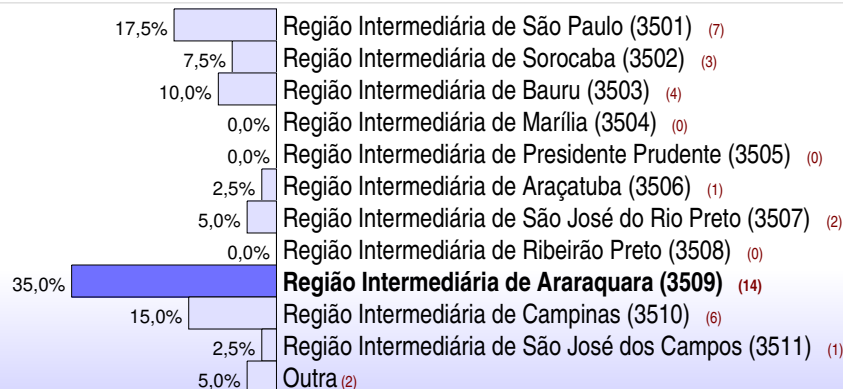 17,5% Região Intermediária de São Paulo (3501) (7)
7,5% Região Intermediária de Sorocaba (3502) (3)
10,0% Região Intermediária de Bauru (3503) (4)
0,0% Região Intermediária de Marília (3504) (0)
0,0% Região Intermediária de Presidente Prudente (3505) (0)
2,5% Região Intermediária de Araçatuba (3506) (1)
5,0% Região Intermediária de São José do Rio Preto (3507) (2)
0,0% Região Intermediária de Ribeirão Preto (3508) (0)
35,0% Região Intermediária de Araraquara (3509) (14)
15,0% Região Intermediária de Campinas (3510) (6)
2,5% Região Intermediária de São José dos Campos (3511) (1)
5,0% Outra (2)